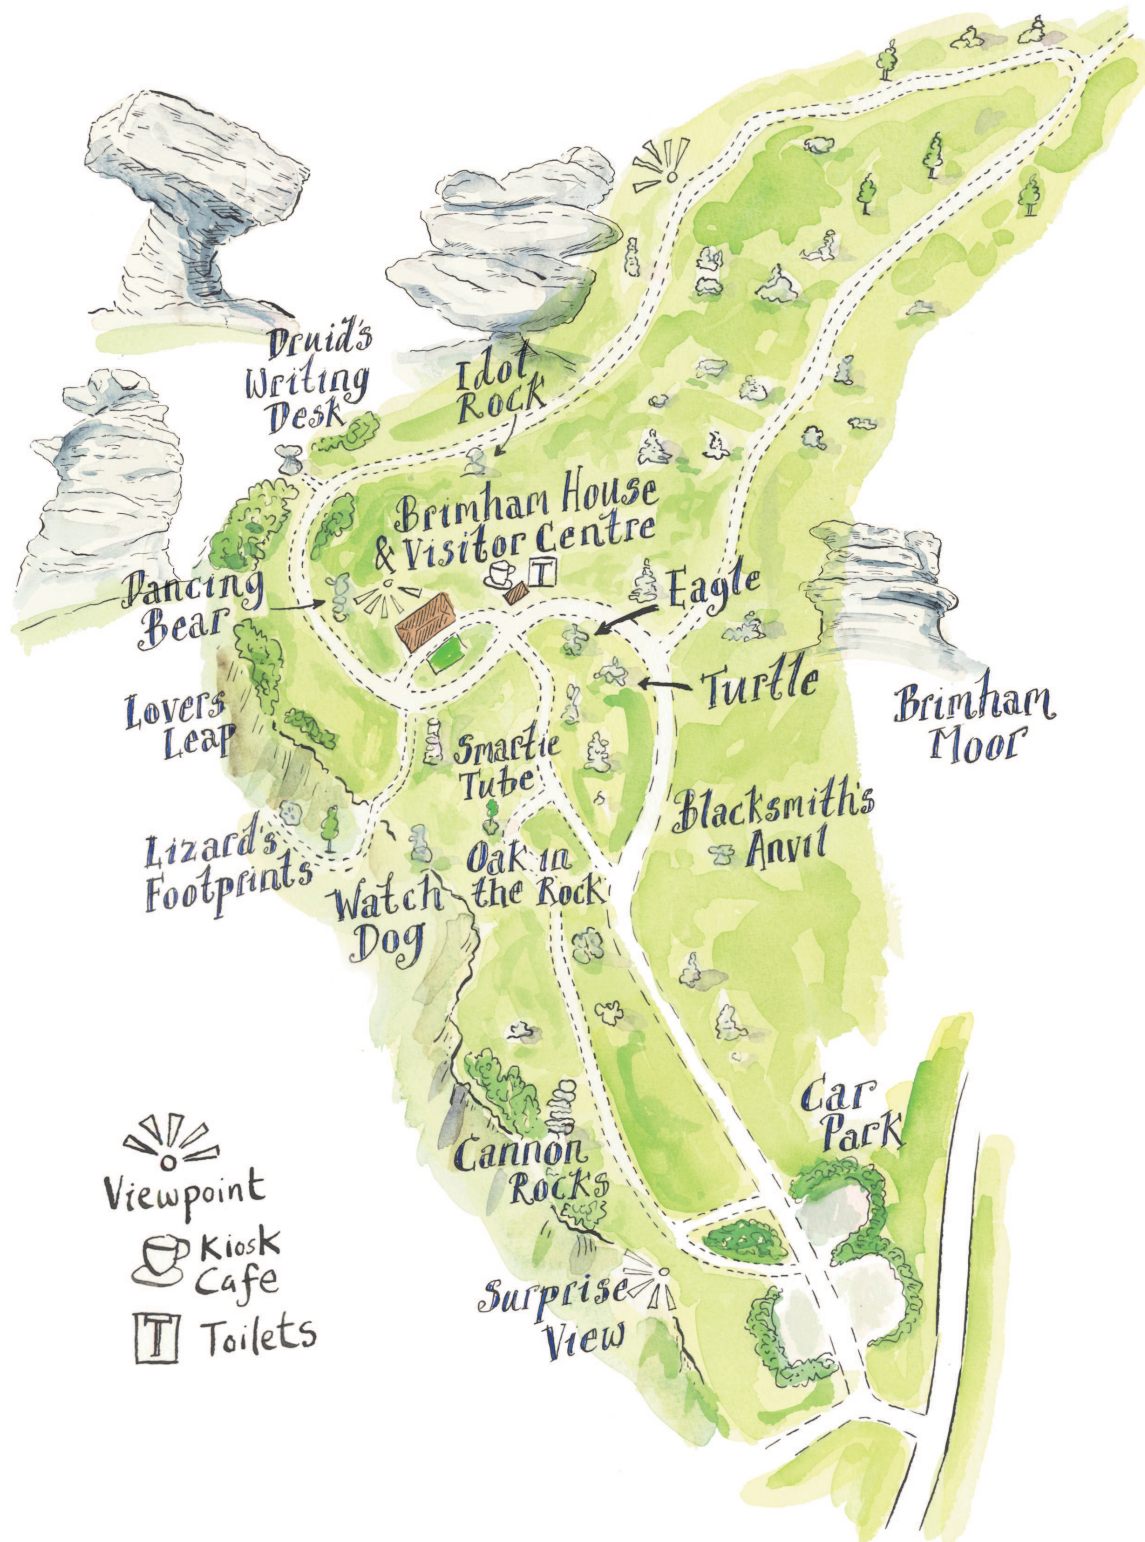 Druid's
Writing
Desk
Idol
Rock
Brimham House
& Visitor Centre
T
Dancing
Bear
Eagle
Turtle
Lovers
Leap
Brimham
Moor
Smartie
Tube
Blacksmith's
Anvil
Lizard's
Footprints
Oak in
the Rock
Watch
Dog
Car
Park
Cannon
Rocks
Viewpoint
Kiosk
Cafe
Surprise
View
T Toilets